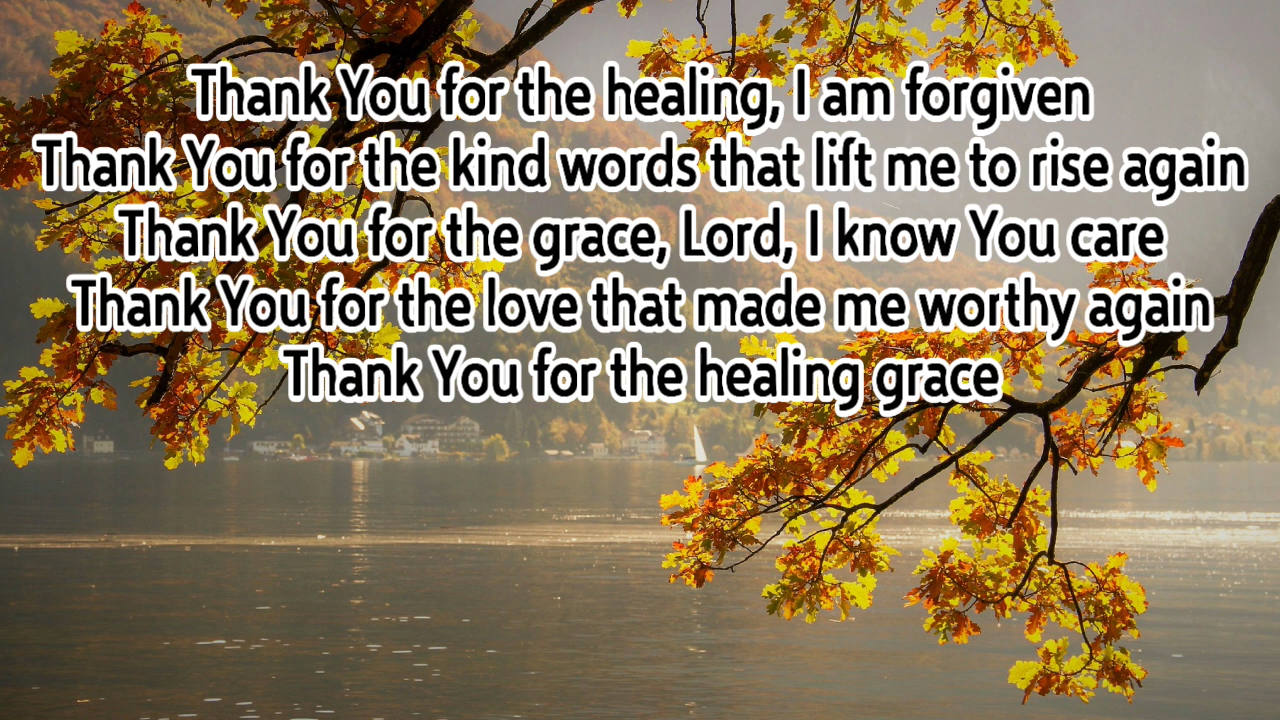 Thank You for the healing, I am forgiven
Thank You for the kind words that lift me to rise again
Thank You for the grace, Lord, I know You care
Thank You for the love that made me worthy again
Thank You for the healing grace